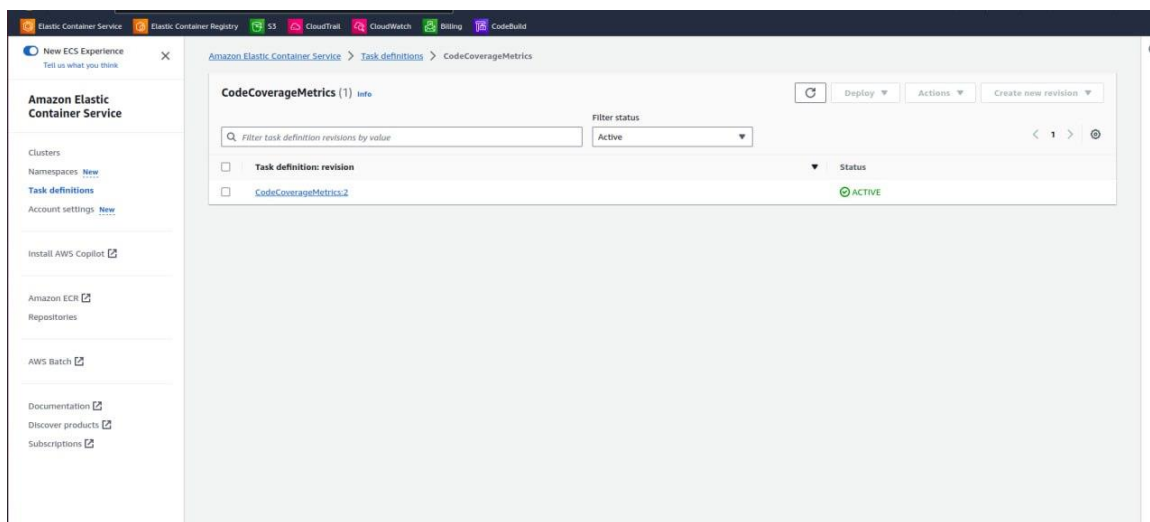 Elastic Container Service Elastic Container Registry S3 CloudTrail CloudWatch Billing CodeBuild
New ECS Experience
Tell us what you think
Amazon Elastic Container Service > Task definitions > CodeCoverageMetrics
Amazon Elastic
Container Service
Clusters
Namespaces New
Task definitions
Account settings New
Install AWS Copilot
Amazon ECR
Repositories
AWS Batch
Documentation
Discover products
Subscriptions
CodeCoverageMetrics (1) Info
Deploy Actions Create new revision
Filter status
Filter task definition revisions by value
Active
1
Task definition: revision Status
CodeCoverageMetrics:2 ACTIVE